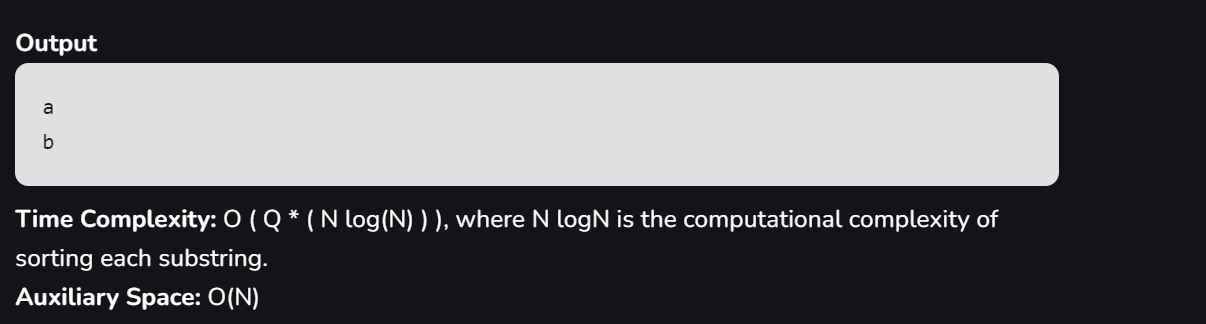 Output
a
b
Time Complexity: O ( Q * ( N log(N) ) ), where N logN is the computational complexity of
sorting each substring.
Auxiliary Space: O(N)